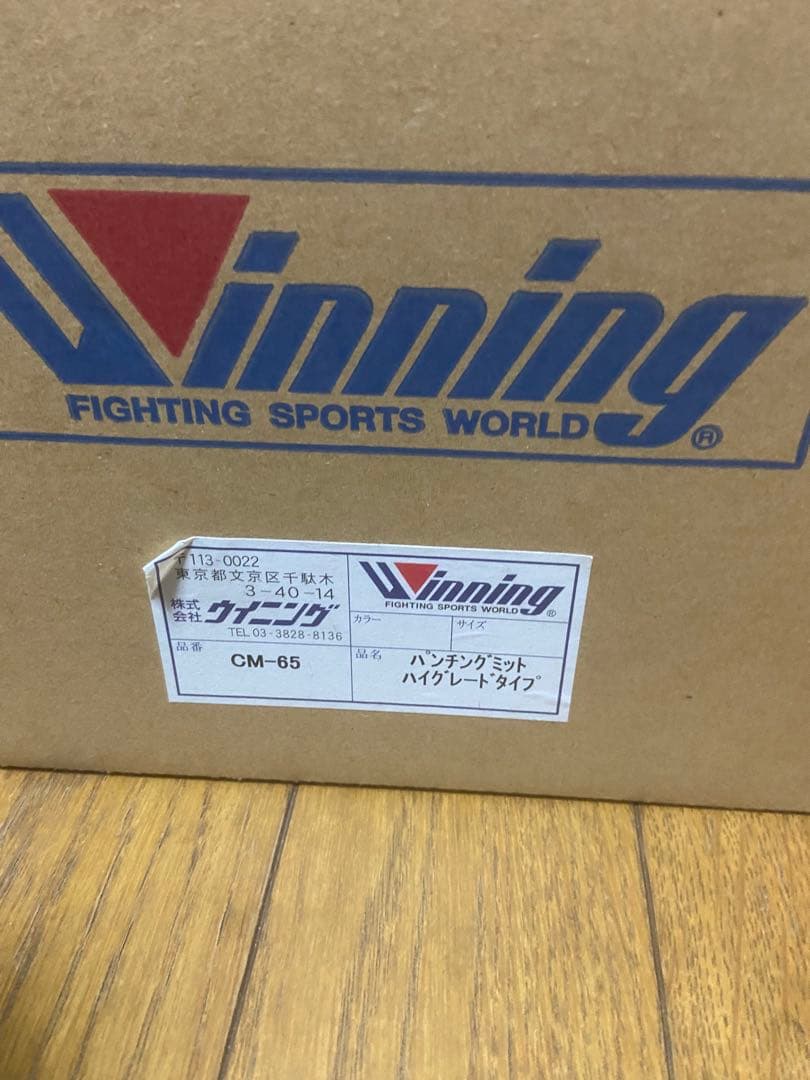 Winning
FIGHTING SPORTS WORLD ®
〒113-0022
東京都文京区千駄木
3-40-14
株式会社 ウイニング
TEL 03-3828-8136
Winning
FIGHTING SPORTS WORLD ®
カラー
サイズ
品番
CM-65
品名
パンチングミット
ハイグレードタイプ